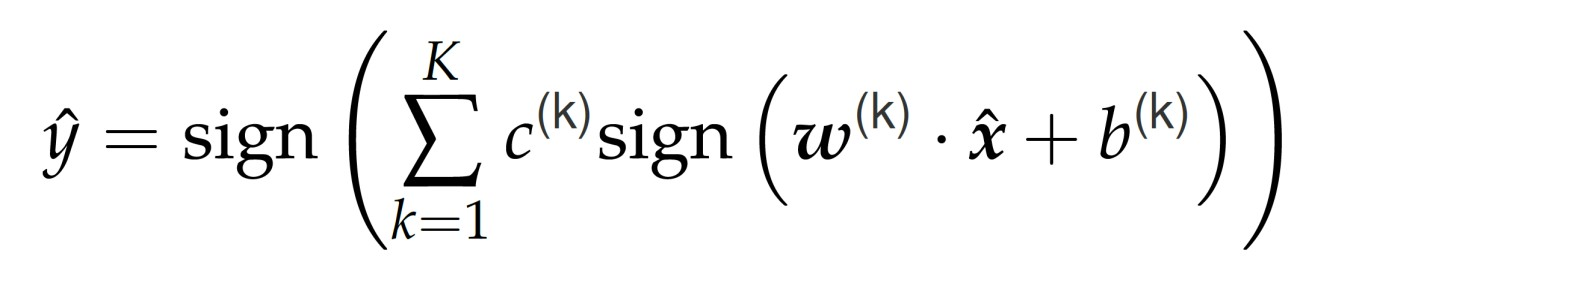 ŷ = sign ( ∑_{k=1}^{K} c^{(k)} sign ( w^{(k)} · x̂ + b^{(k)} ) )